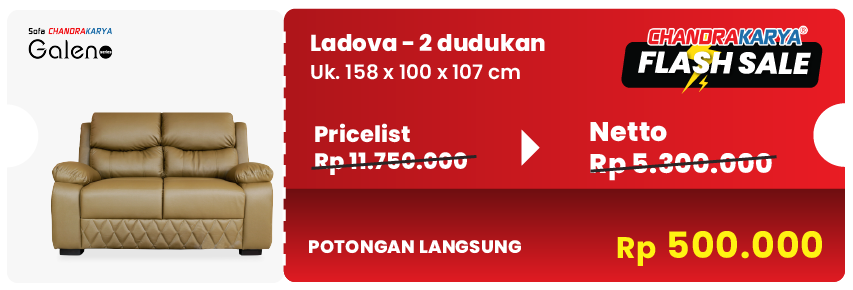 Sofa CHANDRAKARYA
Galeno series
Ladova - 2 dudukan
Uk. 158 x 100 x 107 cm
CHANDRAKARYA®
FLASH SALE
Pricelist
Rp 11.750.000
Netto
Rp 5.300.000
POTONGAN LANGSUNG
Rp 500.000